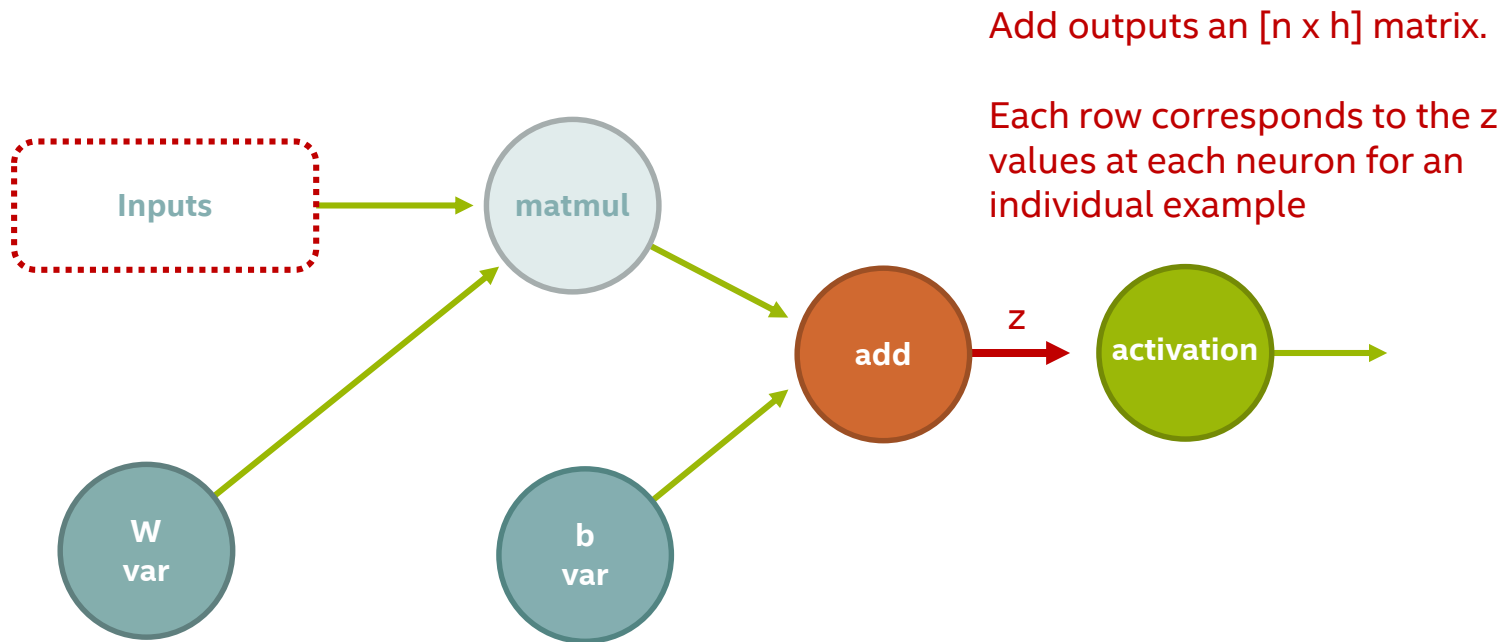 Add outputs an [n x h] matrix.
Each row corresponds to the z
values at each neuron for an
individual example
Inputs
matmul
z
add
activation
W
var
b
var